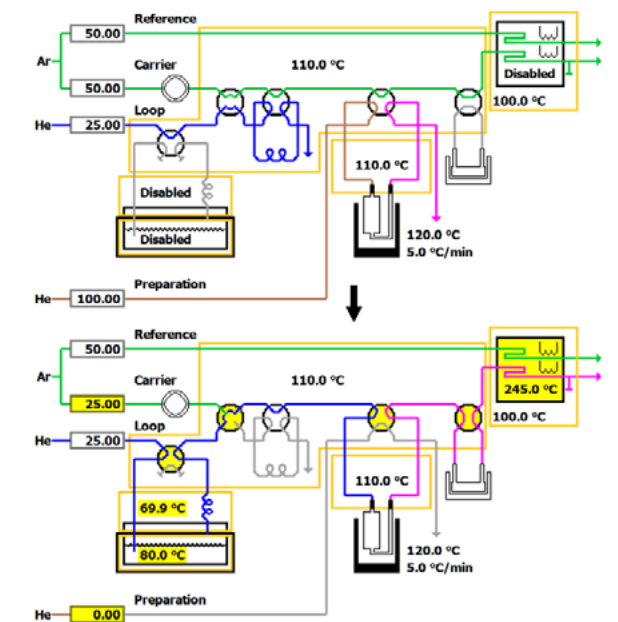 Reference
50.00
Ar
Carrier
110.0 °C
50.00
Disabled
100.0 °C
Loop
He
25.00
110.0 °C
Disabled
Disabled
120.0 °C
5.0 °C/min
Preparation
He
100.00
Reference
50.00
Ar
Carrier
110.0 °C
245.0 °C
25.00
100.0 °C
Loop
He
25.00
110.0 °C
69.9 °C
80.0 °C
120.0 °C
5.0 °C/min
Preparation
He
0.00